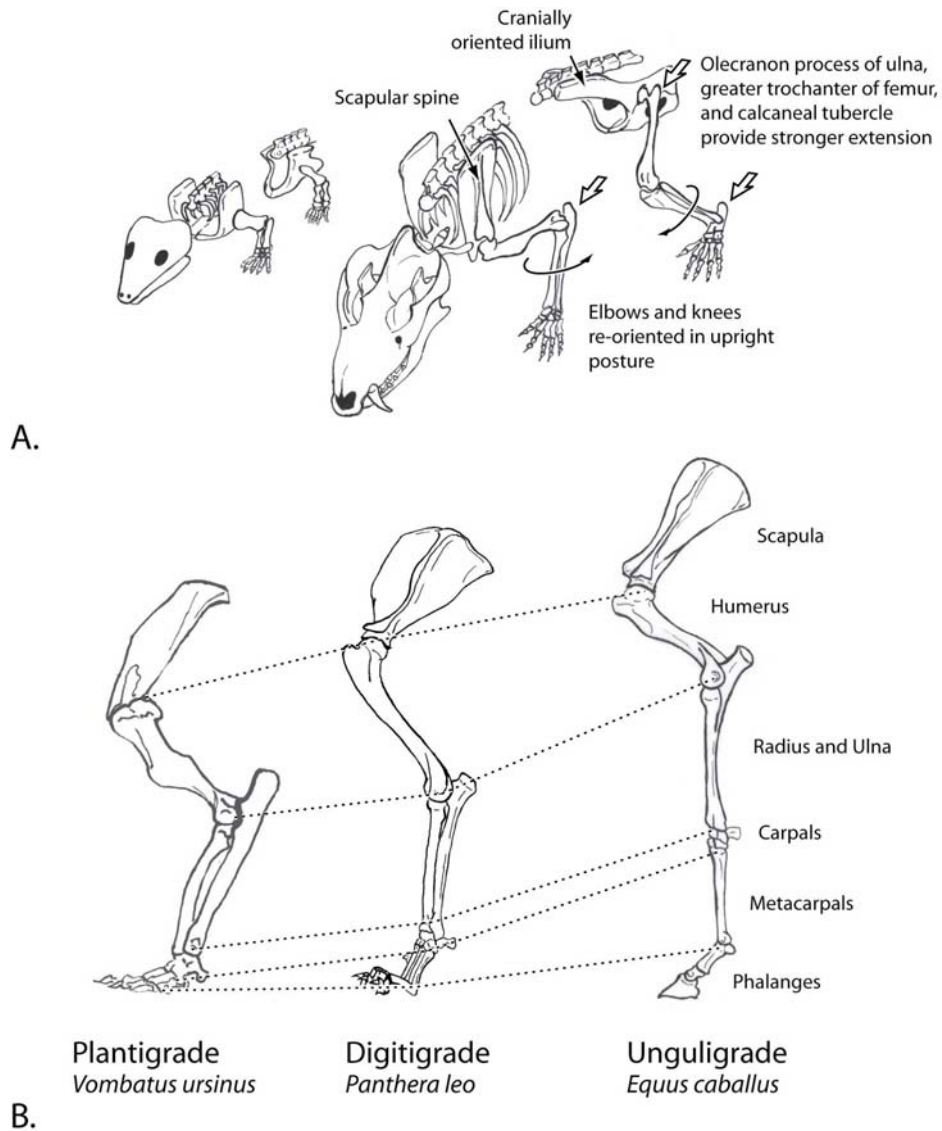 Cranially
oriented ilium
Scapular spine
Olecranon process of ulna,
greater trochanter of femur,
and calcaneal tubercle
provide stronger extension
Elbows and knees
re-oriented in upright
posture
A.
Scapula
Humerus
Radius and Ulna
Carpals
Metacarpals
Phalanges
Plantigrade
Vombatus ursinus
Digitigrade
Panthera leo
Unguligrade
Equus caballus
B.